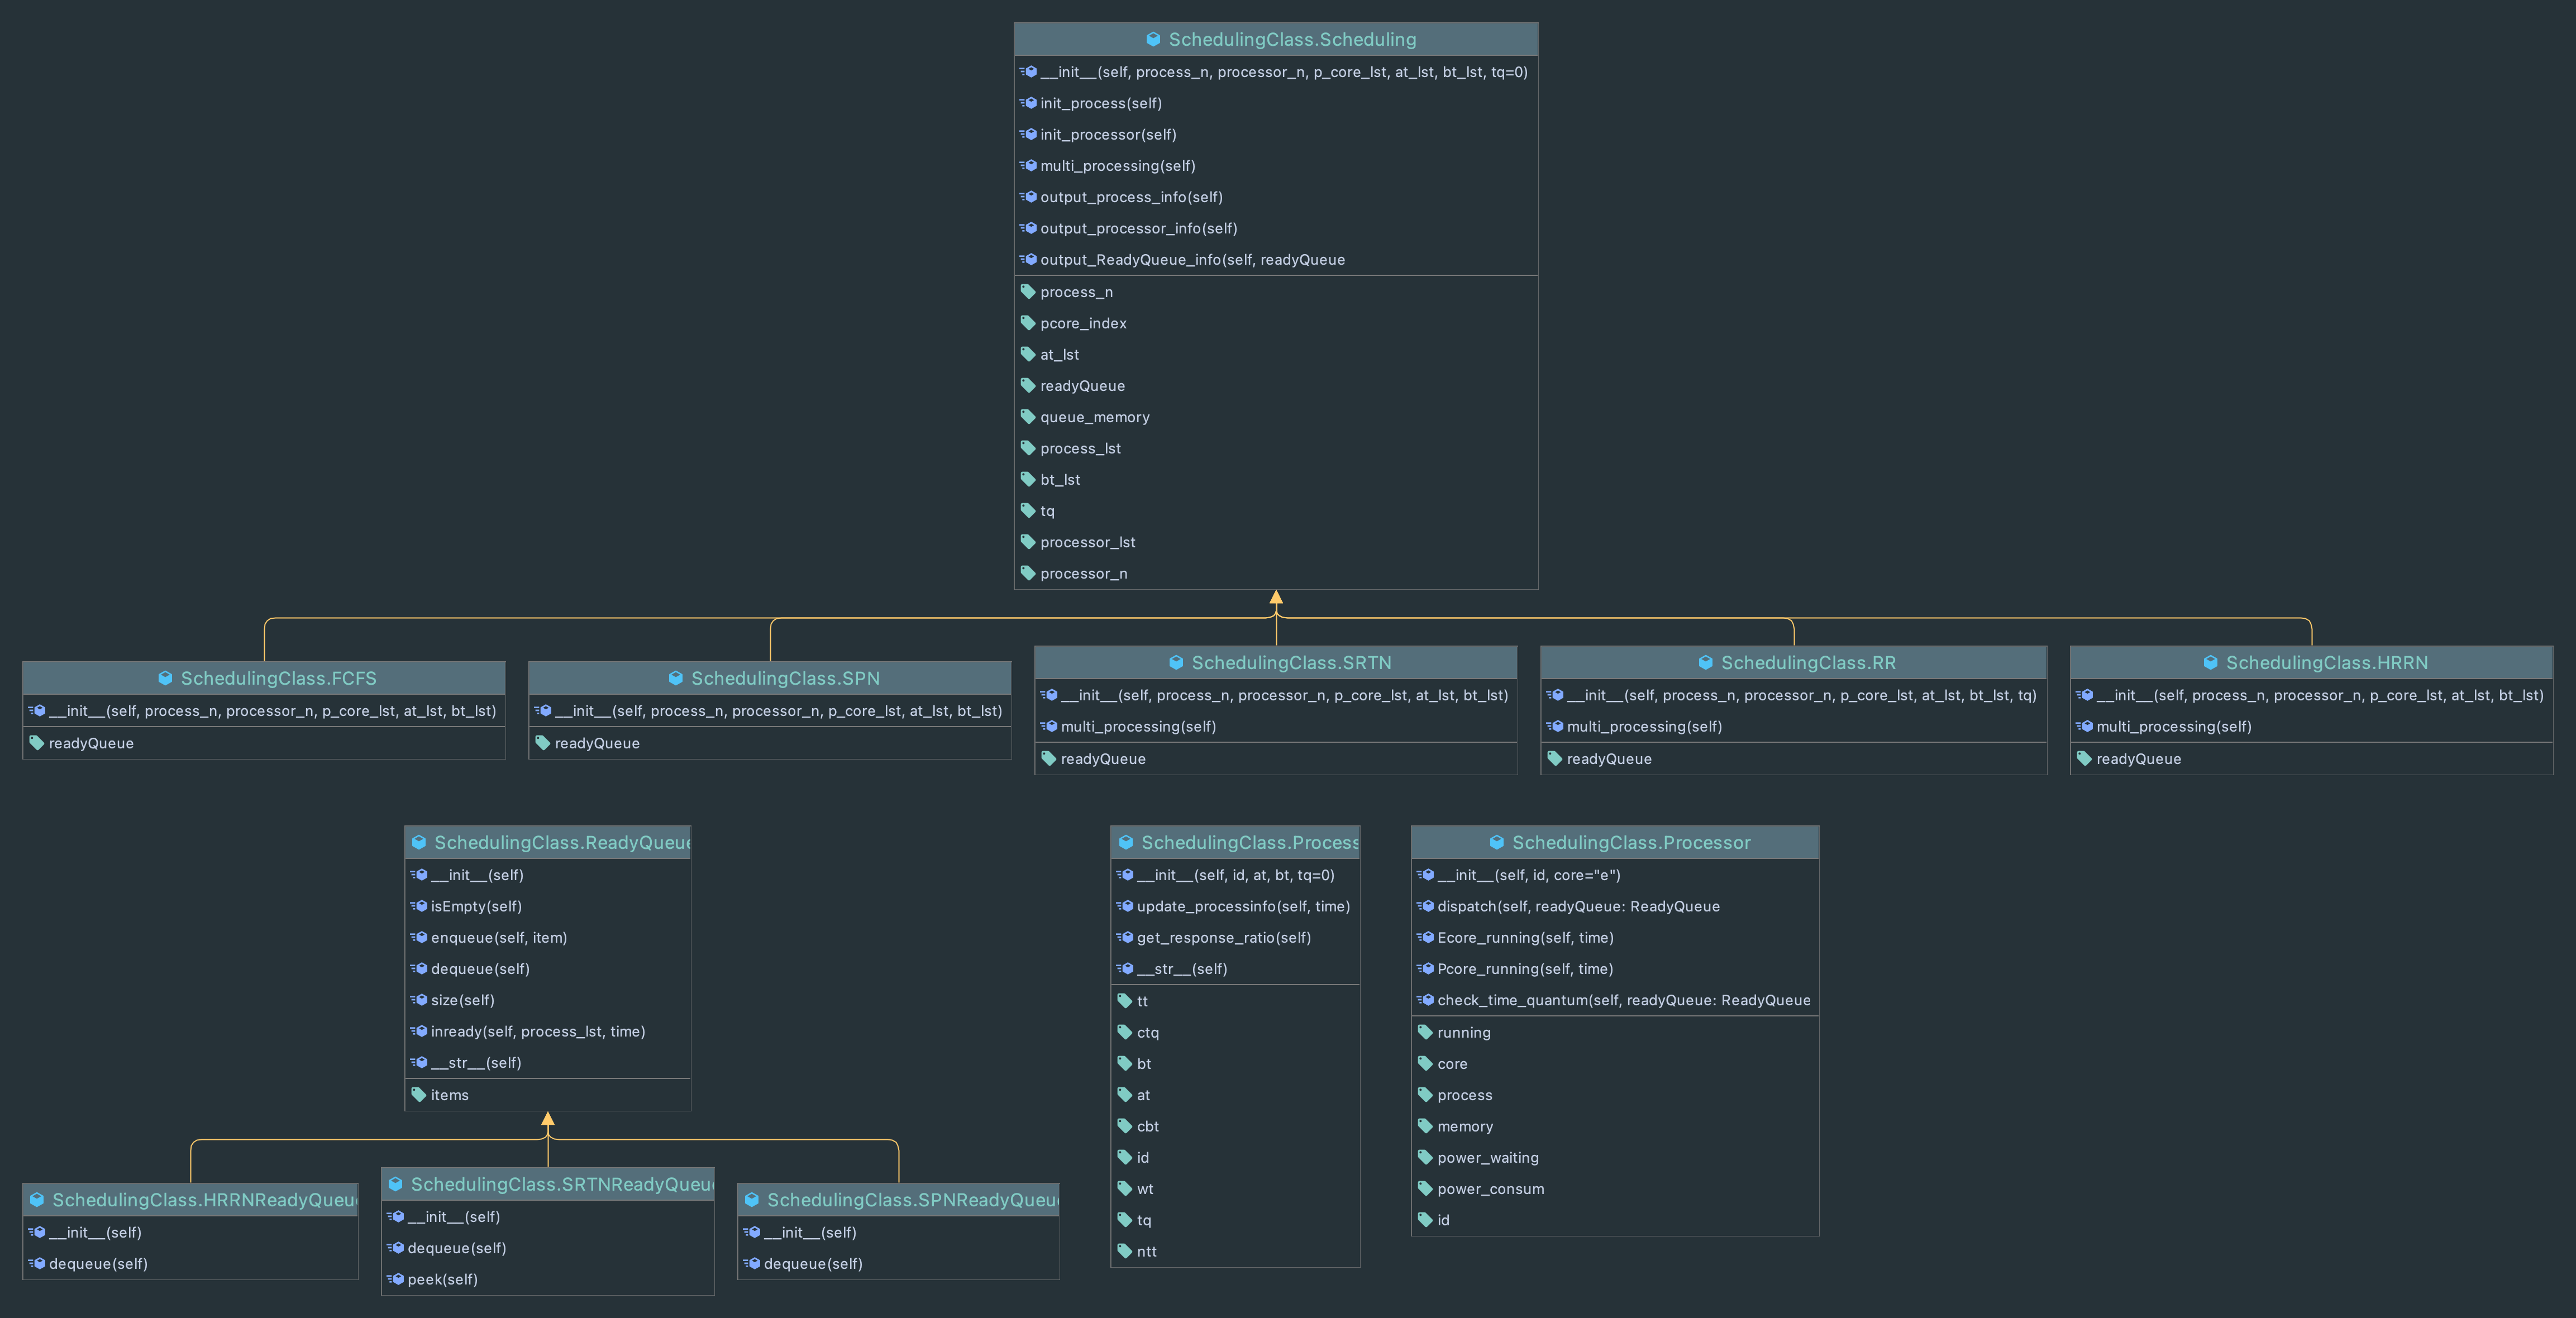 SchedulingClass.Scheduling
__init__(self, process_n, processor_n, p_core_lst, at_lst, bt_lst, tq=0)
init_process(self)
init_processor(self)
multi_processing(self)
output_process_info(self)
output_processor_info(self)
output_ReadyQueue_info(self, readyQueue
process_n
pcore_index
at_lst
readyQueue
queue_memory
process_lst
bt_lst
tq
processor_lst
processor_n
SchedulingClass.FCFS
__init__(self, process_n, processor_n, p_core_lst, at_lst, bt_lst)
readyQueue
SchedulingClass.SPN
__init__(self, process_n, processor_n, p_core_lst, at_lst, bt_lst)
readyQueue
SchedulingClass.SRTN
__init__(self, process_n, processor_n, p_core_lst, at_lst, bt_lst)
multi_processing(self)
readyQueue
SchedulingClass.RR
__init__(self, process_n, processor_n, p_core_lst, at_lst, bt_lst, tq)
multi_processing(self)
readyQueue
SchedulingClass.HRRN
__init__(self, process_n, processor_n, p_core_lst, at_lst, bt_lst)
multi_processing(self)
readyQueue
SchedulingClass.ReadyQueue
__init__(self)
isEmpty(self)
enqueue(self, item)
dequeue(self)
size(self)
inready(self, process_lst, time)
__str__(self)
items
SchedulingClass.HRRNReadyQueue
__init__(self)
dequeue(self)
SchedulingClass.SRTNReadyQueue
__init__(self)
dequeue(self)
peek(self)
SchedulingClass.SPNReadyQueue
__init__(self)
dequeue(self)
SchedulingClass.Process
__init__(self, id, at, bt, tq=0)
update_processinfo(self, time)
get_response_ratio(self)
__str__(self)
tt
ctq
bt
at
cbt
id
wt
tq
ntt
SchedulingClass.Processor
__init__(self, id, core="e")
dispatch(self, readyQueue: ReadyQueue
Ecore_running(self, time)
Pcore_running(self, time)
check_time_quantum(self, readyQueue: ReadyQueue
running
core
process
memory
power_waiting
power_consum
id